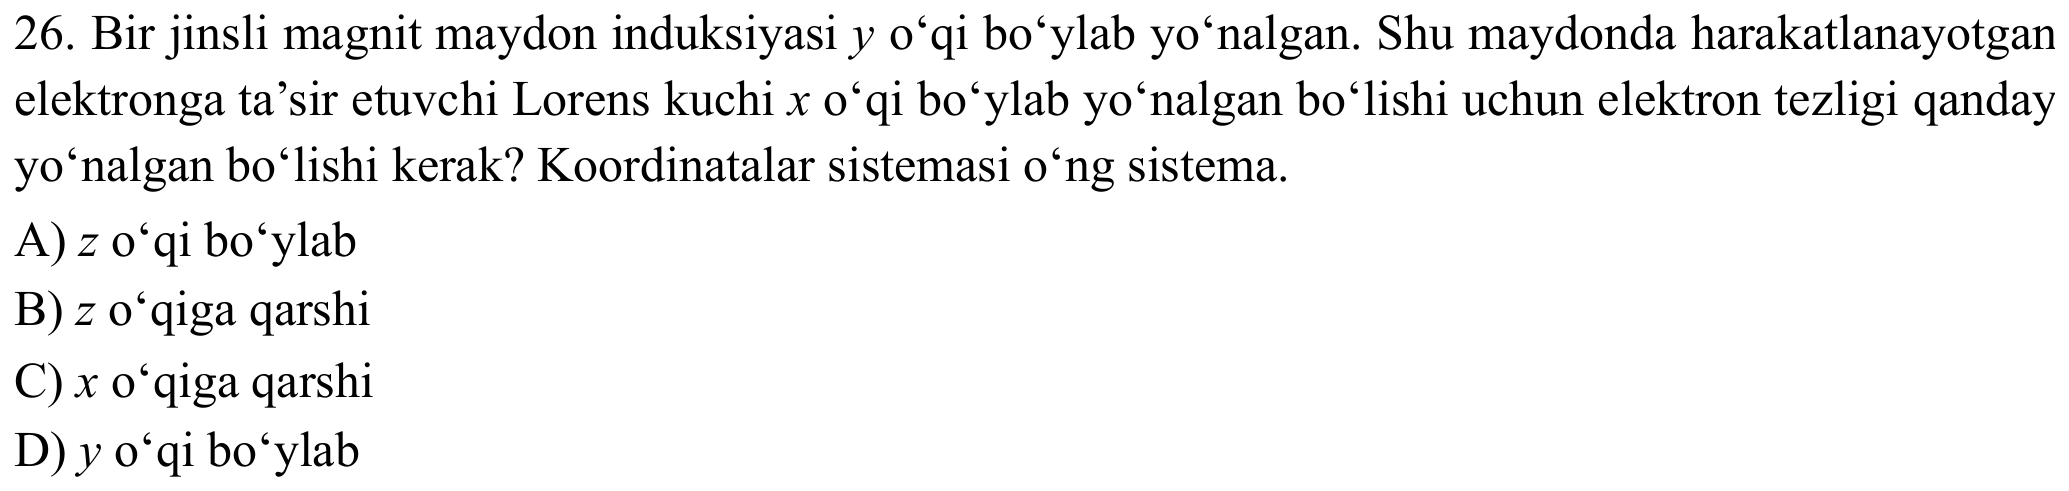 26. Bir jinsli magnit maydon induksiyasi y o‘qi bo‘ylab yo‘nalgan. Shu maydonda harakatlanayotgan
elektronga ta’sir etuvchi Lorens kuchi x o‘qi bo‘ylab yo‘nalgan bo‘lishi uchun elektron tezligi qanday
yo‘nalgan bo‘lishi kerak? Koordinatalar sistemasi o‘ng sistema.
A) z o‘qi bo‘ylab
B) z o‘qiga qarshi
C) x o‘qiga qarshi
D) y o‘qi bo‘ylab